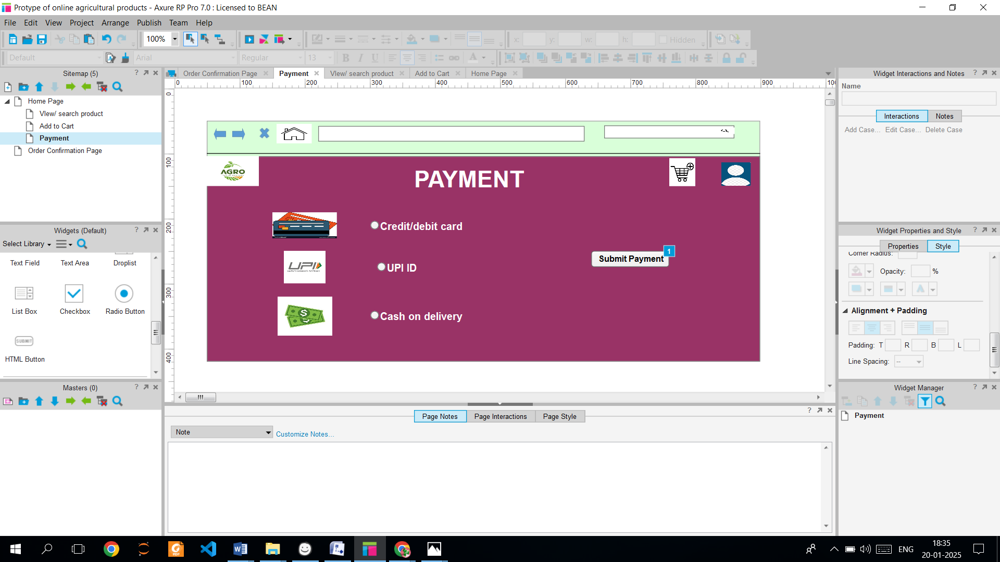 Protype of online agricultural products - Axure RP Pro 7.0 : Licensed to BEAN
File Edit View Project Arrange Publish Team Help
100% x: y: w: h: Hidden
Default Arial Regular 13 B I U A
Sitemap (5) ?
Home Page
VIew/ search product
Add to Cart
Payment
Order Confirmation Page
Widgets (Default) ?
Select Library
Text Field Text Area Droplist
List Box Checkbox Radio Button
SUBMIT
HTML Button
Masters (0) ?
Order Confirmation Page Payment VIew/ search product Add to Cart Home Page
0 100 200 300 400 500 600 700 800 900 100
0
100
200
300
400
AGRO
PAYMENT
Credit/debit card
UPI
UPI ID
Submit Payment 1
Cash on delivery
Page Notes Page Interactions Page Style ?
Note Customize Notes...
Widget Interactions and Notes ?
Name
Interactions Notes
Add Case... Edit Case... Delete Case
Widget Properties and Style ?
Properties Style
Corner Radius:
Opacity: %
Alignment + Padding
Padding: T R B L
Line Spacing: --
Widget Manager ?
Payment
PDF
ENG
18:35
20-01-2025